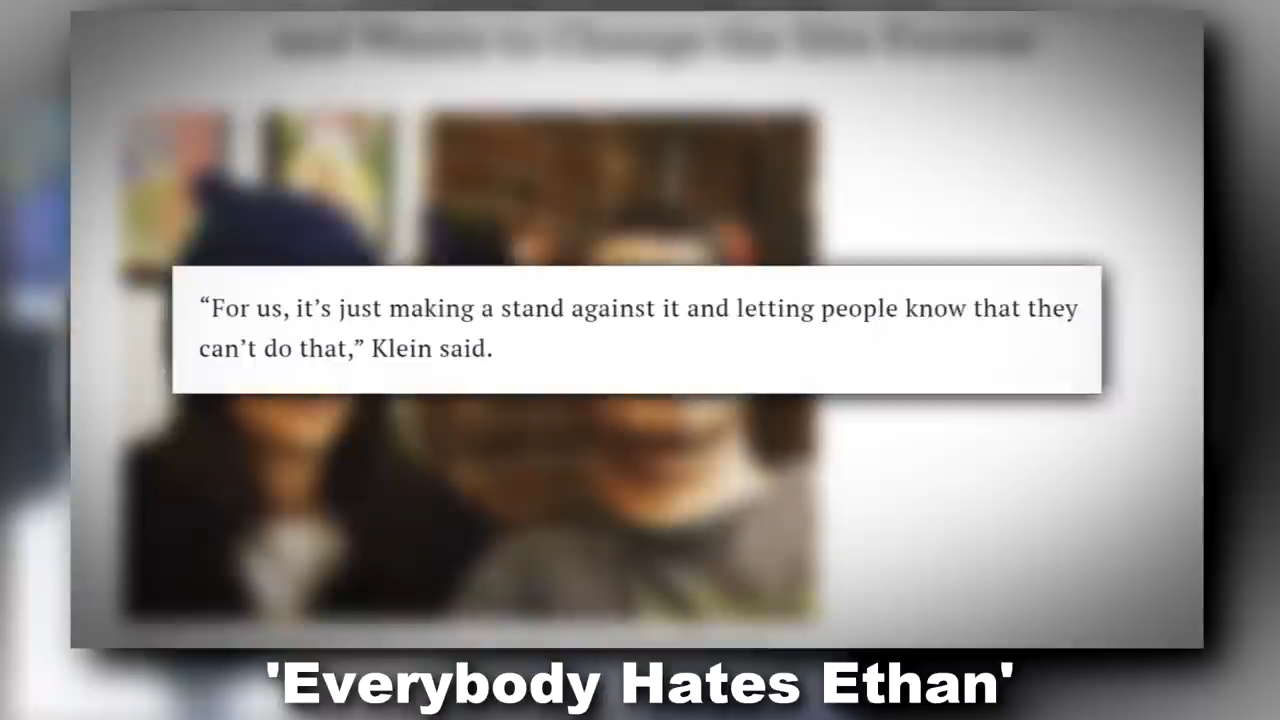 “For us, it’s just making a stand against it and letting people know that they
can’t do that,” Klein said.
'Everybody Hates Ethan'